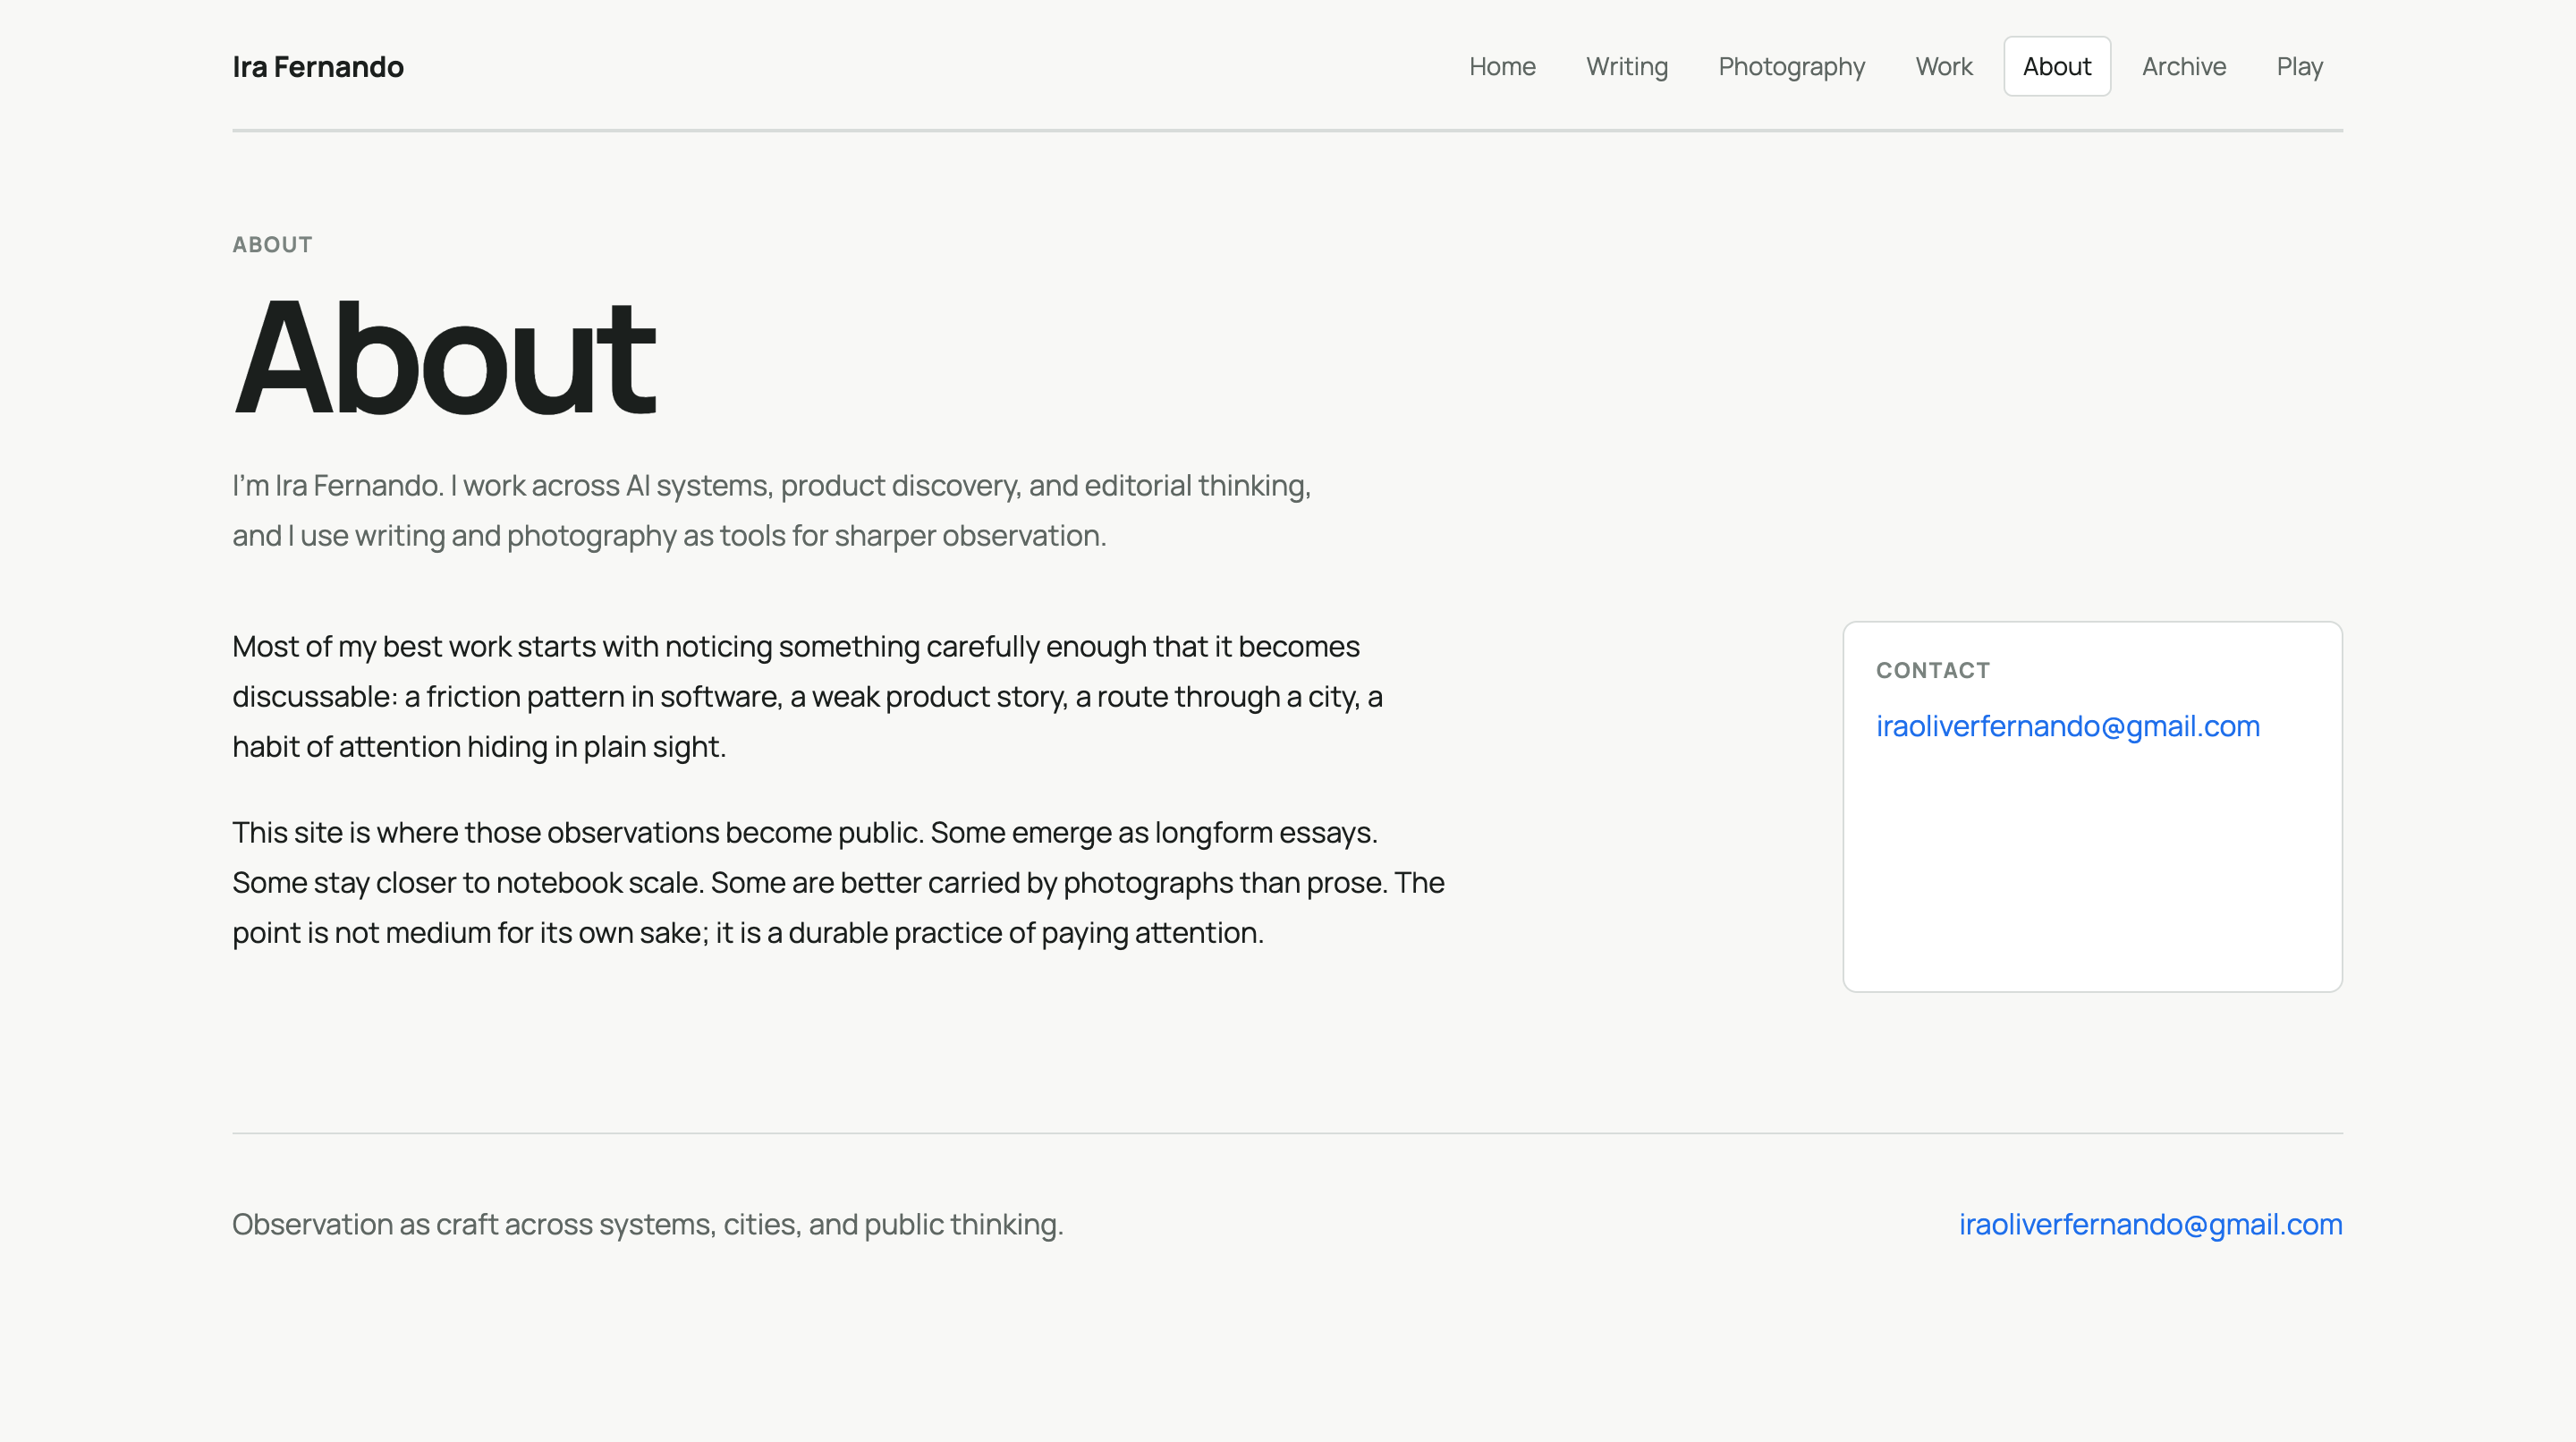 Ira Fernando
Home Writing Photography Work About Archive Play
ABOUT
About
I’m Ira Fernando. I work across AI systems, product discovery, and editorial thinking,
and I use writing and photography as tools for sharper observation.
Most of my best work starts with noticing something carefully enough that it becomes
discussable: a friction pattern in software, a weak product story, a route through a city, a
habit of attention hiding in plain sight.
This site is where those observations become public. Some emerge as longform essays.
Some stay closer to notebook scale. Some are better carried by photographs than prose. The
point is not medium for its own sake; it is a durable practice of paying attention.
CONTACT
iraoliverfernando@gmail.com
Observation as craft across systems, cities, and public thinking.
iraoliverfernando@gmail.com